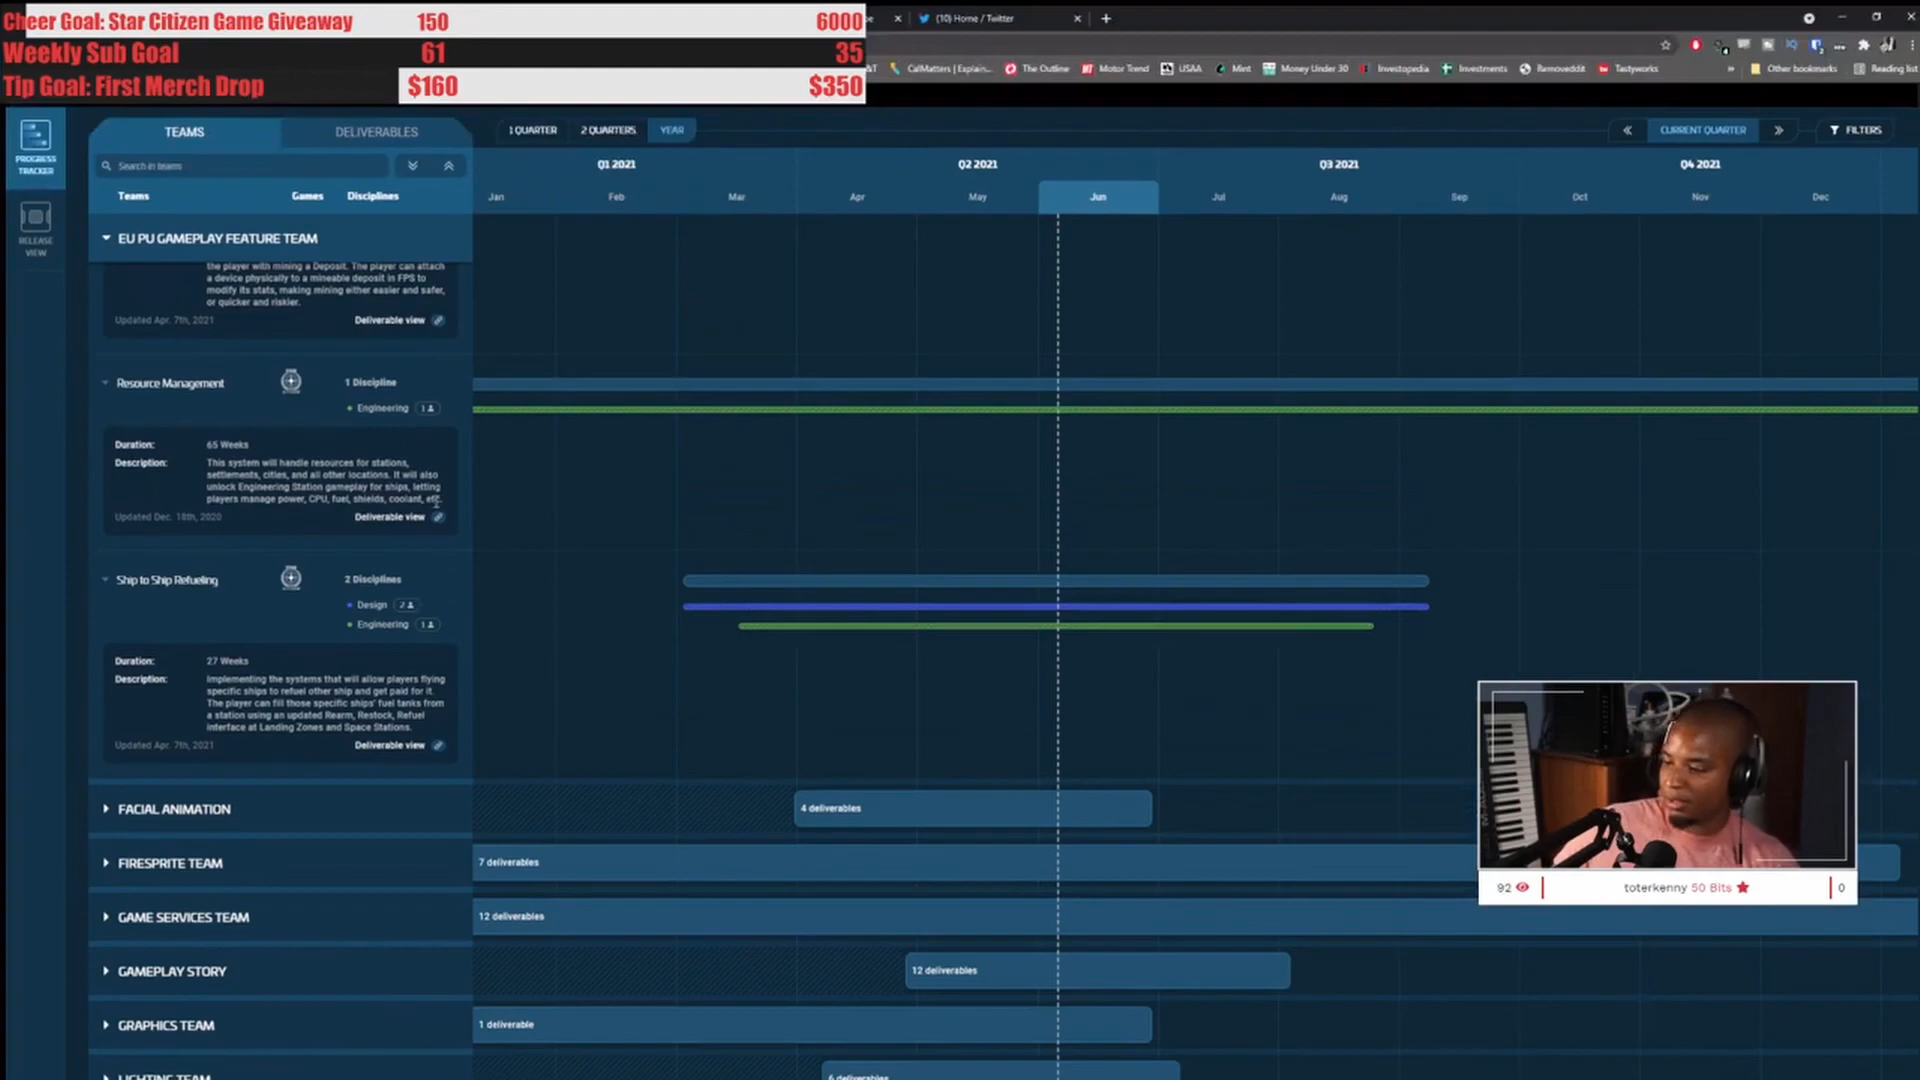 Cheer Goal: Star Citizen Game Giveaway 150 6000
Weekly Sub Goal 61 35
Tip Goal: First Merch Drop $160 $350
(10) Home / Twitter
CalMatters | Explain...
The Outline
Motor Trend
USAA
Mint
Money Under 30
Investopedia
Investments
Removeddit
Tastyworks
Other bookmarks
Reading list
PROGRESS
TRACKER
RELEASE
VIEW
TEAMS DELIVERABLES
1 QUARTER 2 QUARTERS YEAR
CURRENT QUARTER
FILTERS
Search in teams
Teams Games Disciplines
Q1 2021 Q2 2021 Q3 2021 Q4 2021
Jan Feb Mar Apr May Jun Jul Aug Sep Oct Nov Dec
EU PU GAMEPLAY FEATURE TEAM
the player with mining a Deposit. The player can attach
a device physically to a mineable deposit in FPS to
modify its stats, making mining either easier and safer,
or quicker and riskier.
Updated Apr. 7th, 2021 Deliverable view
Resource Management 1 Discipline
Engineering 1
Duration: 65 Weeks
Description: This system will handle resources for stations,
settlements, cities, and all other locations. It will also
unlock Engineering Station gameplay for ships, letting
players manage power, CPU, fuel, shields, coolant, etc.
Updated Dec. 18th, 2020 Deliverable view
Ship to Ship Refueling 2 Disciplines
Design 2
Engineering 1
Duration: 27 Weeks
Description: Implementing the systems that will allow players flying
specific ships to refuel other ship and get paid for it.
The player can fill those specific ships' fuel tanks from
a station using an updated Rearm, Restock, Refuel
interface at Landing Zones and Space Stations.
Updated Apr. 7th, 2021 Deliverable view
FACIAL ANIMATION 4 deliverables
FIRESPRITE TEAM 7 deliverables
GAME SERVICES TEAM 12 deliverables
GAMEPLAY STORY 12 deliverables
GRAPHICS TEAM 1 deliverable
LIGHTING TEAM 6 deliverables
92 toterkenny 50 Bits 0